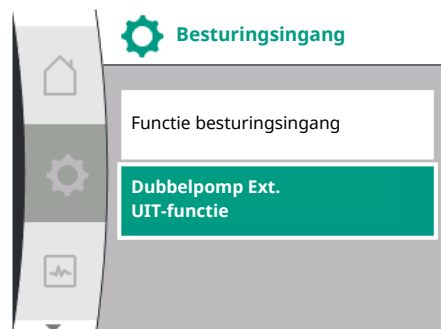 Besturingsingang
Functie besturingsingang
Dubbelpomp Ext.
UIT-functie